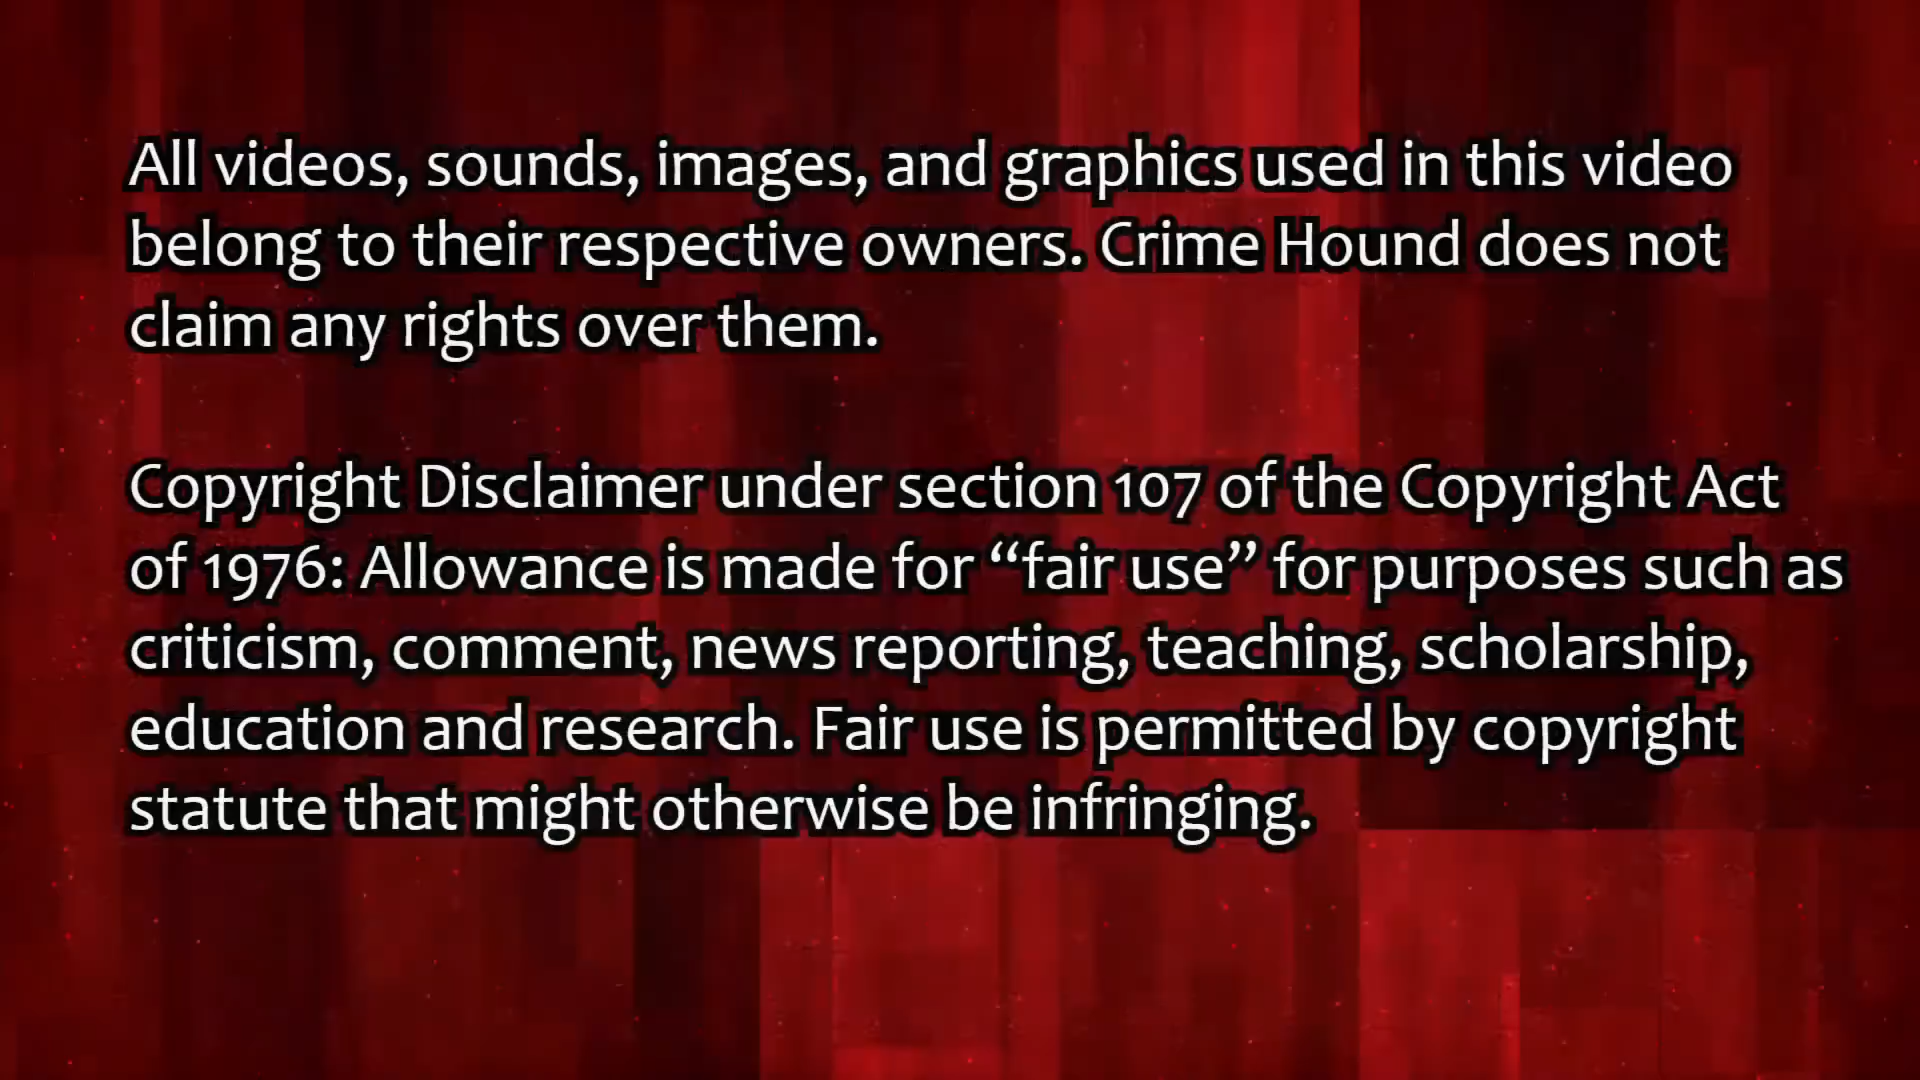 All videos, sounds, images, and graphics used in this video
belong to their respective owners. Crime Hound does not
claim any rights over them.
Copyright Disclaimer under section 107 of the Copyright Act
of 1976: Allowance is made for “fair use” for purposes such as
criticism, comment, news reporting, teaching, scholarship,
education and research. Fair use is permitted by copyright
statute that might otherwise be infringing.